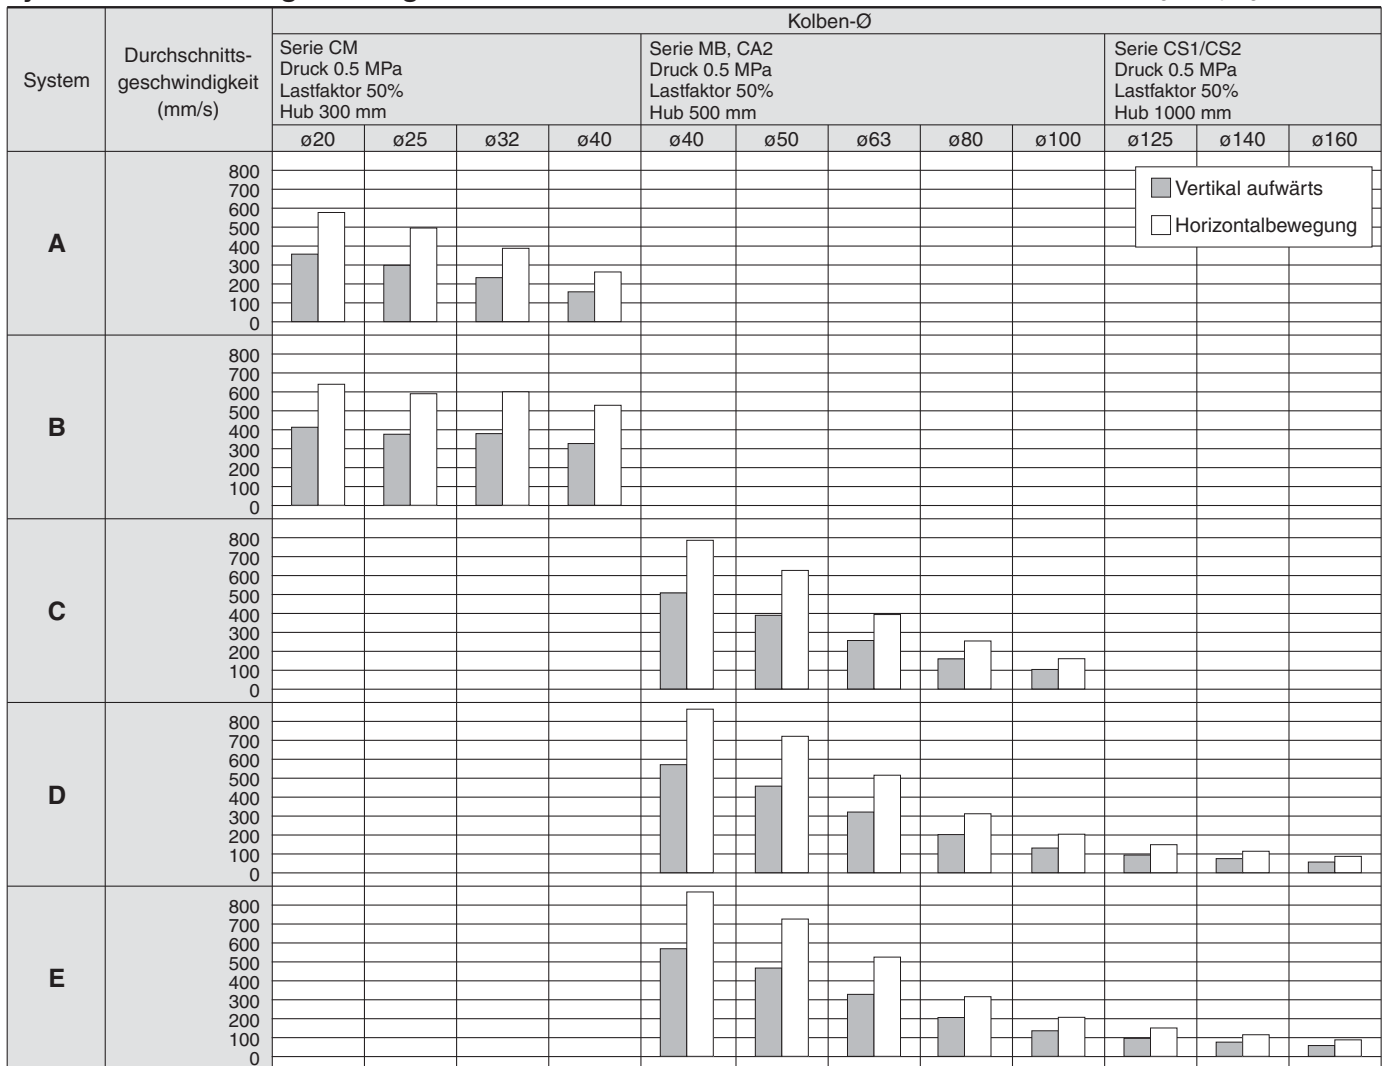 Kolben-Ø
System
Durchschnitts-
geschwindigkeit
(mm/s)
Serie CM
Druck 0.5 MPa
Lastfaktor 50%
Hub 300 mm
Serie MB, CA2
Druck 0.5 MPa
Lastfaktor 50%
Hub 500 mm
Serie CS1/CS2
Druck 0.5 MPa
Lastfaktor 50%
Hub 1000 mm
ø20 ø25 ø32 ø40 ø40 ø50 ø63 ø80 ø100 ø125 ø140 ø160
Vertikal aufwärts
Horizontalbewegung
A
800
700
600
500
400
300
200
100
0
B
800
700
600
500
400
300
200
100
0
C
800
700
600
500
400
300
200
100
0
D
800
700
600
500
400
300
200
100
0
E
800
700
600
500
400
300
200
100
0